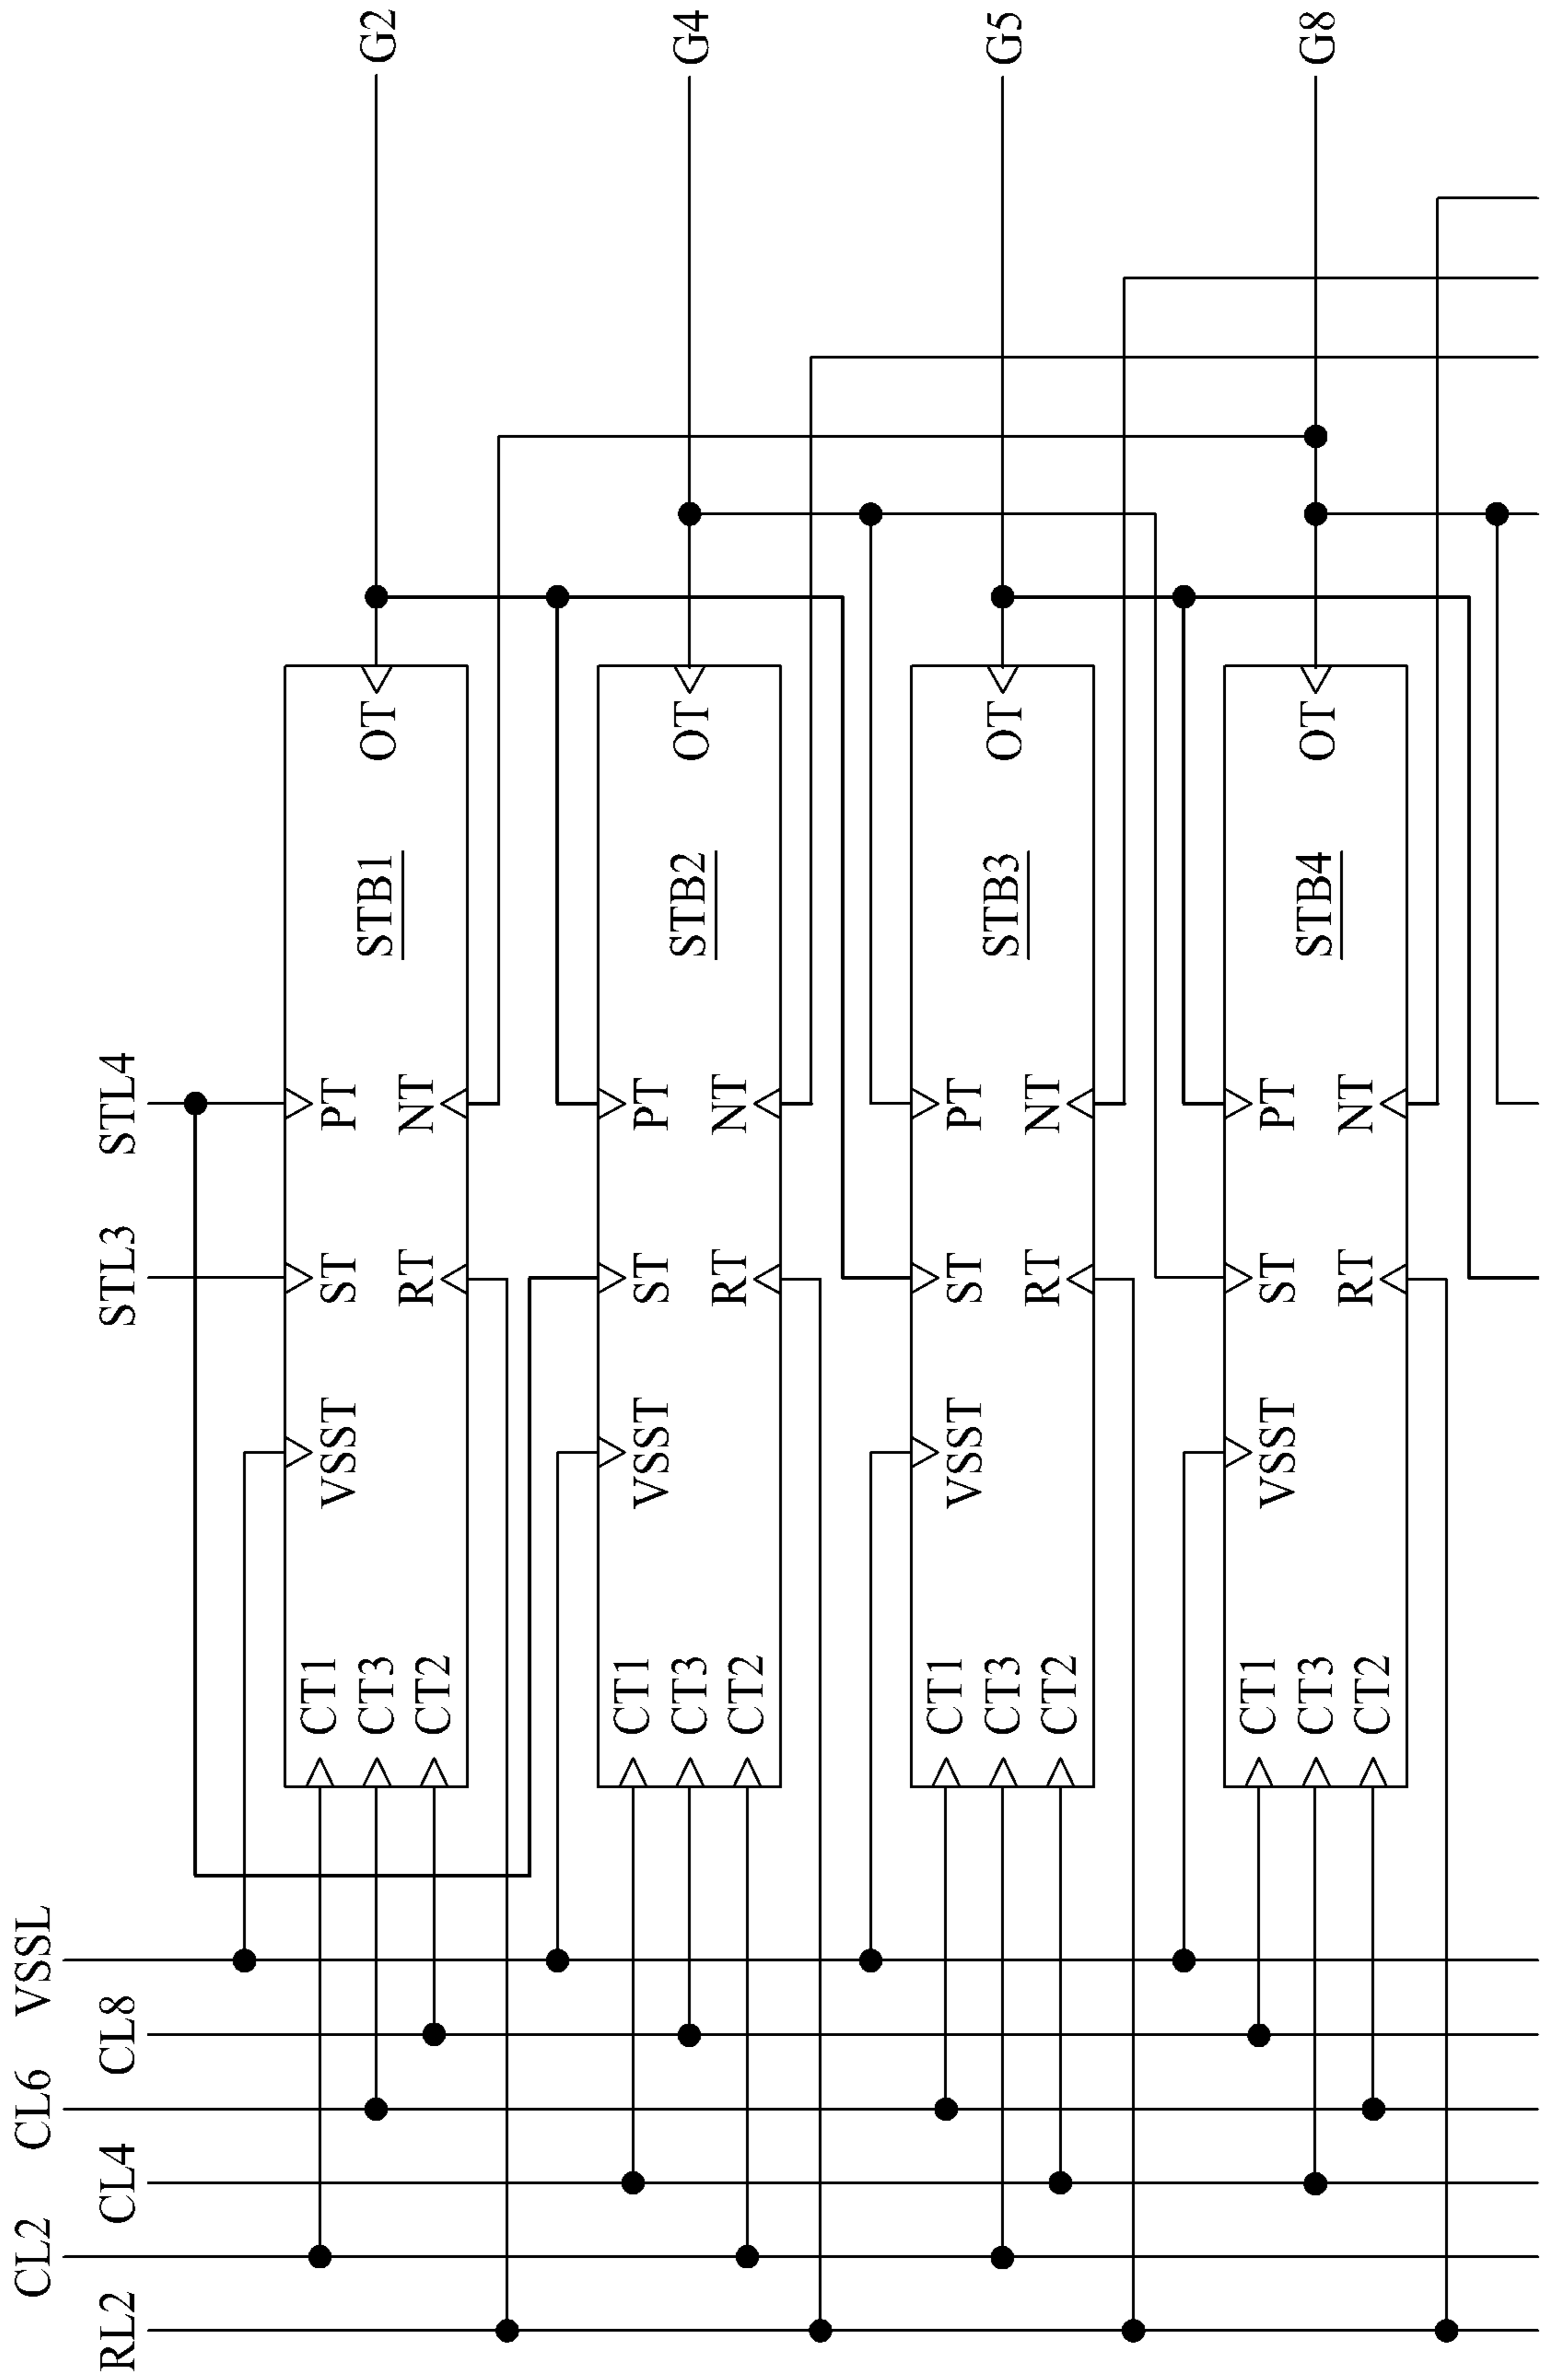 RL2
CL2
CL4
CL6
CL8
VSSL
STL3
STL4
CT1
CT3
CT2
VSST
ST
RT
PT
NT
STB1
OT
G2
CT1
CT3
CT2
VSST
ST
RT
PT
NT
STB2
OT
G4
CT1
CT3
CT2
VSST
ST
RT
PT
NT
STB3
OT
G5
CT1
CT3
CT2
VSST
ST
RT
PT
NT
STB4
OT
G8